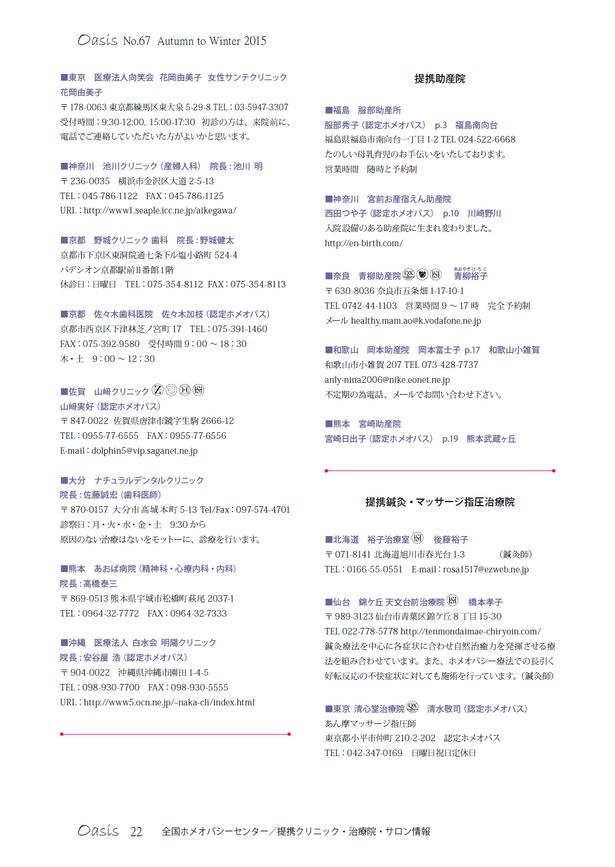 Oasis No.67 Autumn to Winter 2015
■東京 医療法人向笑会 花岡由美子 女性サンテクリニック
花岡由美子
〒178-0063 東京都練馬区東大泉 5-29-8 TEL：03-5947-3307
受付時間：9:30-12:00, 15:00-17:30 初診の方は、来院前に、
電話でご連絡していただいた方がよいかと思います。
■神奈川 池川クリニック（産婦人科） 院長：池川 明
〒236-0035 横浜市金沢区大道 2-5-13
TEL：045-786-1122 FAX：045-786-1125
URL：http://www1.seaple.icc.ne.jp/aikegawa/
■京都 野城クリニック 歯科 院長：野城健太
京都市下京区東洞院通七条下ル塩小路町 524-4
パデシオン京都駅前Ⅱ番館1階
休診日：日曜日 TEL：075-354-8112 FAX：075-354-8113
■京都 佐々木歯科医院 佐々木加枝（認定ホメオパス）
京都市西京区下津林芝ノ宮町 17 TEL：075-391-1460
FAX：075-392-9580 受付時間 9：00 ～ 18：30
木・土 9：00 ～ 12：30
■佐賀 山﨑クリニック
山﨑実好（認定ホメオパス）
〒847-0022 佐賀県唐津市鏡字生駒 2666-12
TEL：0955-77-6555 FAX：0955-77-6556
E-mail：dolphin5@vip.saganet.ne.jp
■大分 ナチュラルデンタルクリニック
院長：佐藤誠宏（歯科医師）
〒870-0157 大分市高城本町 5-13 Tel/Fax：097-574-4701
診察日：月・火・水・金・土 9:30 から
原因のない治療はないをモットーに、診療を行います。
■熊本 あおば病院（精神科・心療内科・内科）
院長：高橋泰三
〒869-0513 熊本県宇城市松橋町萩尾 2037-1
TEL：0964-32-7772 FAX：0964-32-7333
■沖縄 医療法人 白水会 明陽クリニック
院長：安谷屋 浩（認定ホメオパス）
〒904-0022 沖縄県沖縄市園田 1-4-5
TEL：098-930-7700 FAX：098-930-5555
URL：http://www5.ocn.ne.jp/~naka-cli/index.html
提携助産院
■福島 服部助産所
服部秀子（認定ホメオパス） p.3 福島南向台
福島県福島市南向台一丁目 1-2 TEL 024-522-6668
たのしい母乳育児のお手伝いをいたしております。
営業時間 随時と予約制
■神奈川 宮前お産宿えん助産院
西田つや子（認定ホメオパス） p.10 川崎野川
入院設備のある助産院に生まれ変わりました。
http://en-birth.com/
■奈良 青柳助産院 青柳裕子
〒630-8036 奈良市五条畑 1-17-10-1
TEL 0742-44-1103 営業時間 9 ～ 17 時 完全予約制
メール healthy.mam.ao@k.vodafone.ne.jp
■和歌山 岡本助産院 岡本富士子 p.17 和歌山小雑賀
和歌山市小雑賀 207 TEL 073-428-7737
anly-nina2006@nike.eonet.ne.jp
不定期の為電話、メールでお問い合わせ下さい。
■熊本 宮崎助産院
宮崎日出子（認定ホメオパス） p.19 熊本武蔵ヶ丘
提携鍼灸・マッサージ指圧治療院
■北海道 裕子治療室 後藤裕子
〒071-8141 北海道旭川市春光台 1-3 （鍼灸師）
TEL：0166-55-0551 E-mail：rosa1517@ezweb.ne.jp
■仙台 錦ケ丘 天文台前治療院 橋本孝子
〒989-3123 仙台市青葉区錦ケ丘 8 丁目 15-30
TEL 022-778-5778 http://tenmondaimae-chiryoin.com/
鍼灸療法を中心に各症状に合わせ自然治癒力を発揮させる療
法を組み合わせています。また、ホメオパシー療法での長引く
好転反応の不快症状に対しても施術を行っています。（鍼灸師）
■東京 清心堂治療院 清水敬司（認定ホメオパス）
あん摩マッサージ指圧師
東京都小平市仲町 210-2-202 認定ホメオパス
TEL：042-347-0169 日曜日祝日定休日
Oasis 22 全国ホメオパシーセンター／提携クリニック・治療院・サロン情報